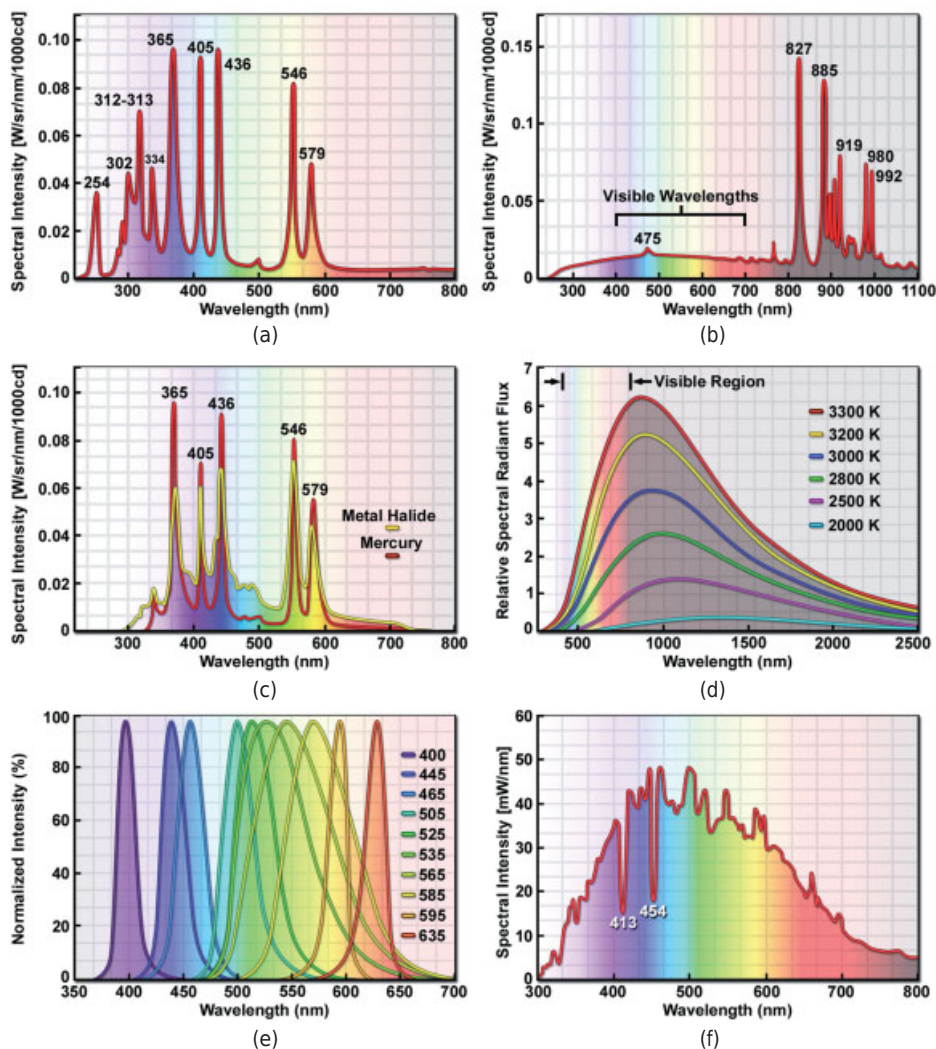 Spectral Intensity [W/sr/nm/1000cd]
0.10
0.08
0.06
0.04
0.02
0
254
302
312-313
334
365
405
436
546
579
300 400 500 600 700 800
Wavelength (nm)
(a)
Spectral Intensity [W/sr/nm/1000cd]
0.15
0.1
0.05
0
Visible Wavelengths
475
827
885
919
980
992
300 400 500 600 700 800 900 1000 1100
Wavelength (nm)
(b)
Spectral Intensity [W/sr/nm/1000cd]
0.10
0.08
0.06
0.04
0.02
0
365
405
436
546
579
Metal Halide
Mercury
300 400 500 600 700 800
Wavelength (nm)
(c)
Relative Spectral Radiant Flux
7
6
5
4
3
2
1
0
Visible Region
3300 K
3200 K
3000 K
2800 K
2500 K
2000 K
500 1000 1500 2000 2500
Wavelength (nm)
(d)
Normalized Intensity (%)
100
80
60
40
20
0
400
445
465
505
525
535
565
585
595
635
350 400 450 500 550 600 650 700
Wavelength (nm)
(e)
Spectral Intensity [mW/nm]
60
50
40
30
20
10
0
413
454
300 400 500 600 700 800
Wavelength (nm)
(f)